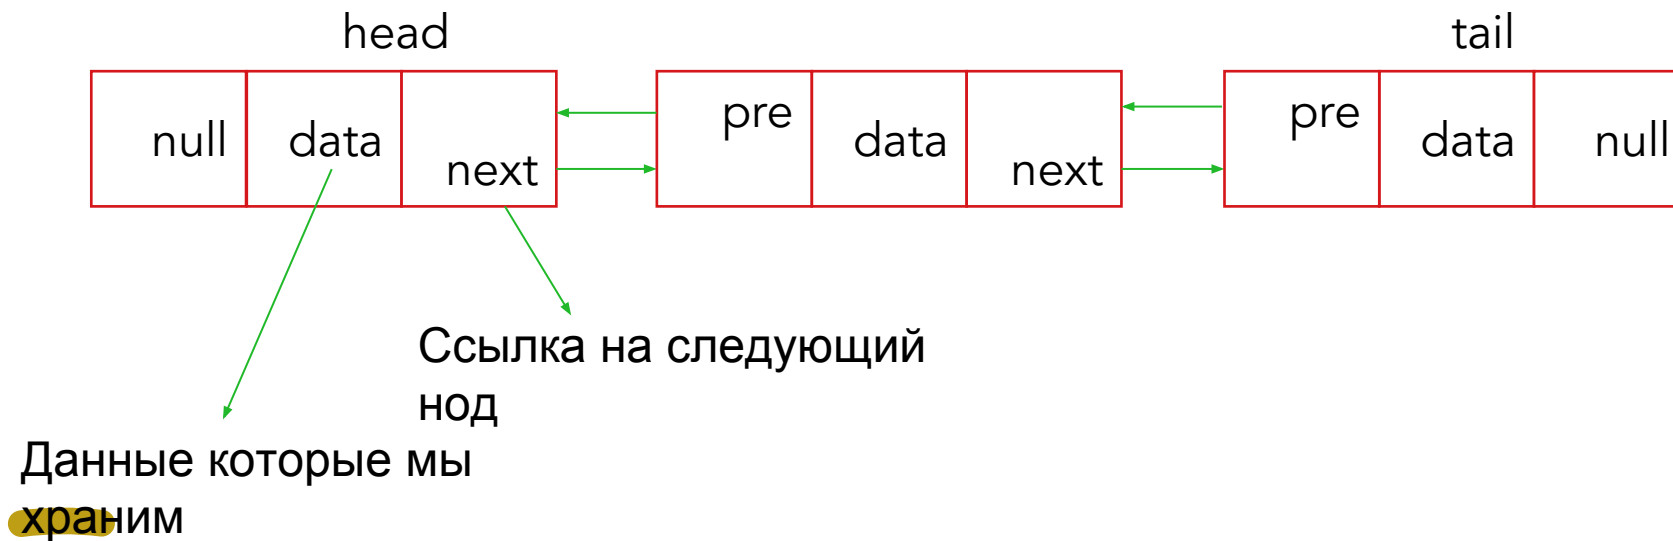 head tail
null data next pre data next pre data null
Ссылка на следующий
нод
Данные которые мы
храним